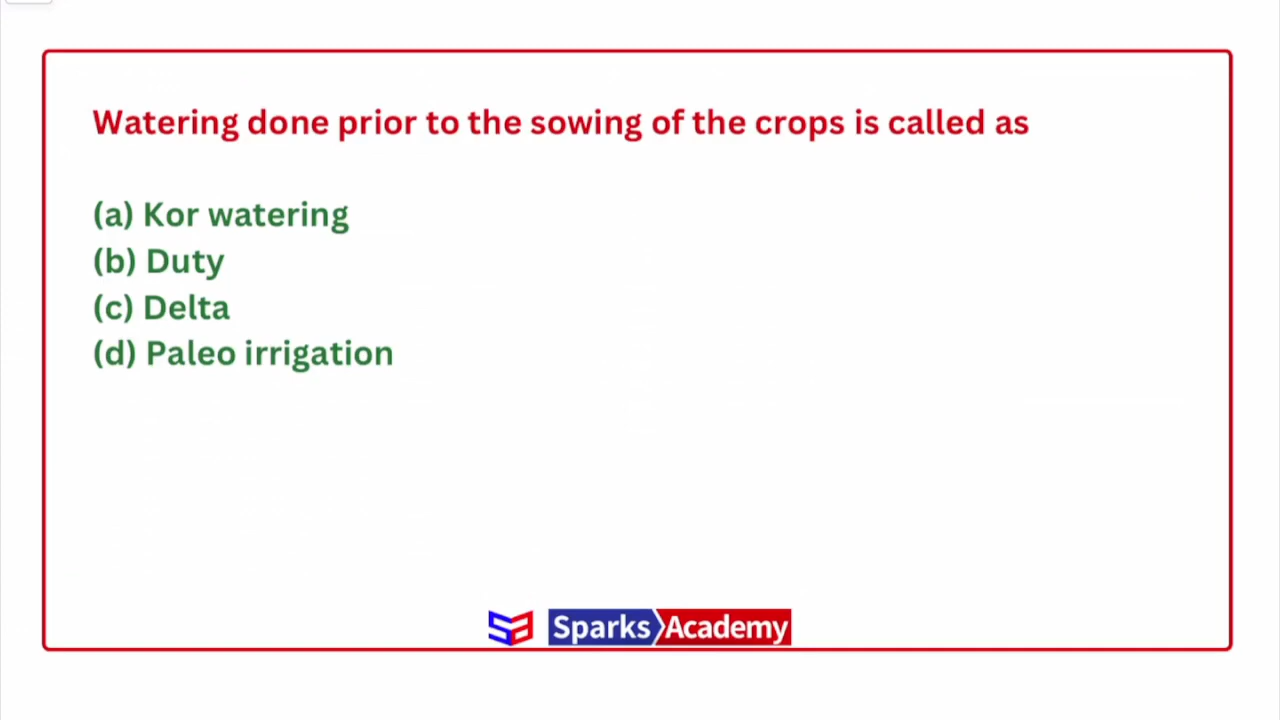 Watering done prior to the sowing of the crops is called as
(a) Kor watering
(b) Duty
(c) Delta
(d) Paleo irrigation
Sparks Academy